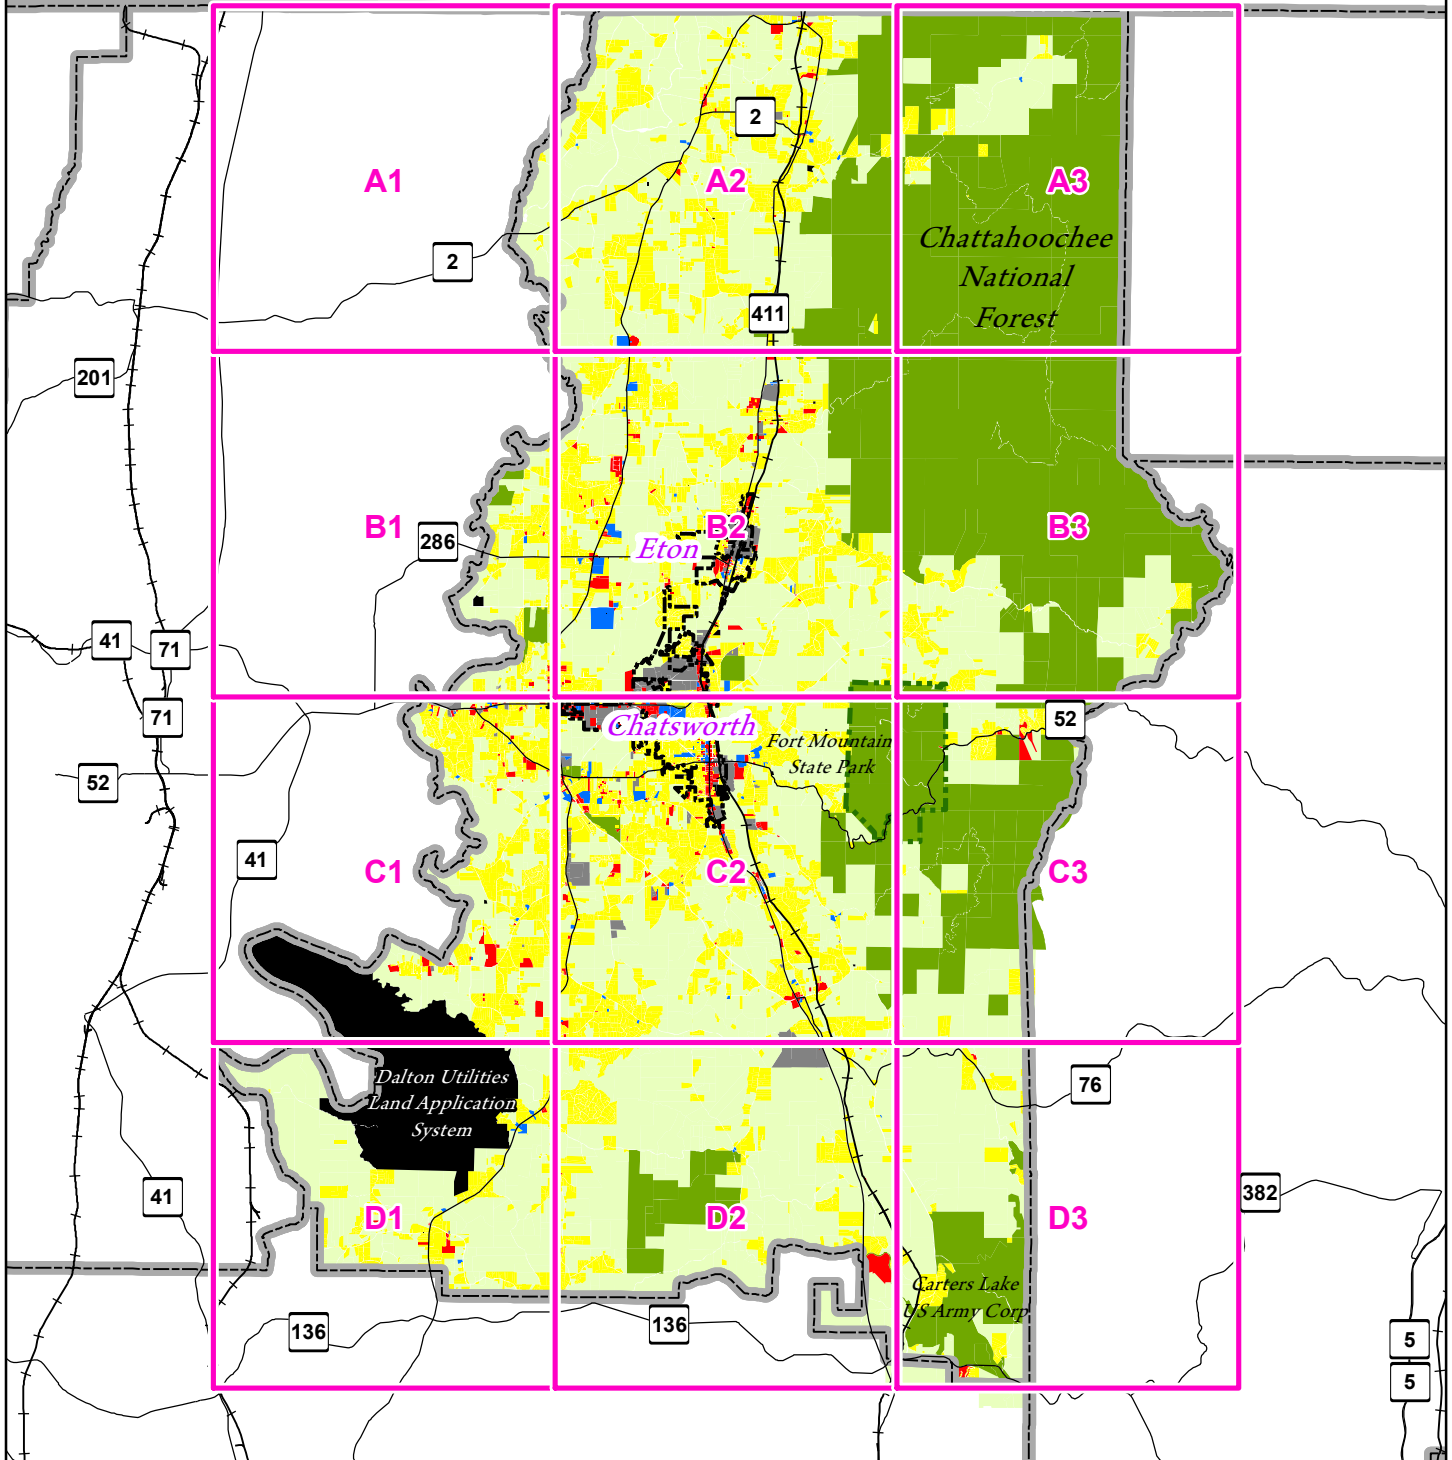 2
A1
A2
A3
Chattahoochee
National
Forest
2
411
201
B1
B2
B3
286
Eton
41
71
71
Chatsworth
52
Fort Mountain
State Park
52
41
C1
C2
C3
Dalton Utilities
Land Application
System
76
41
382
D1
D2
D3
Carters Lake
US Army Corp
136
136
5
5